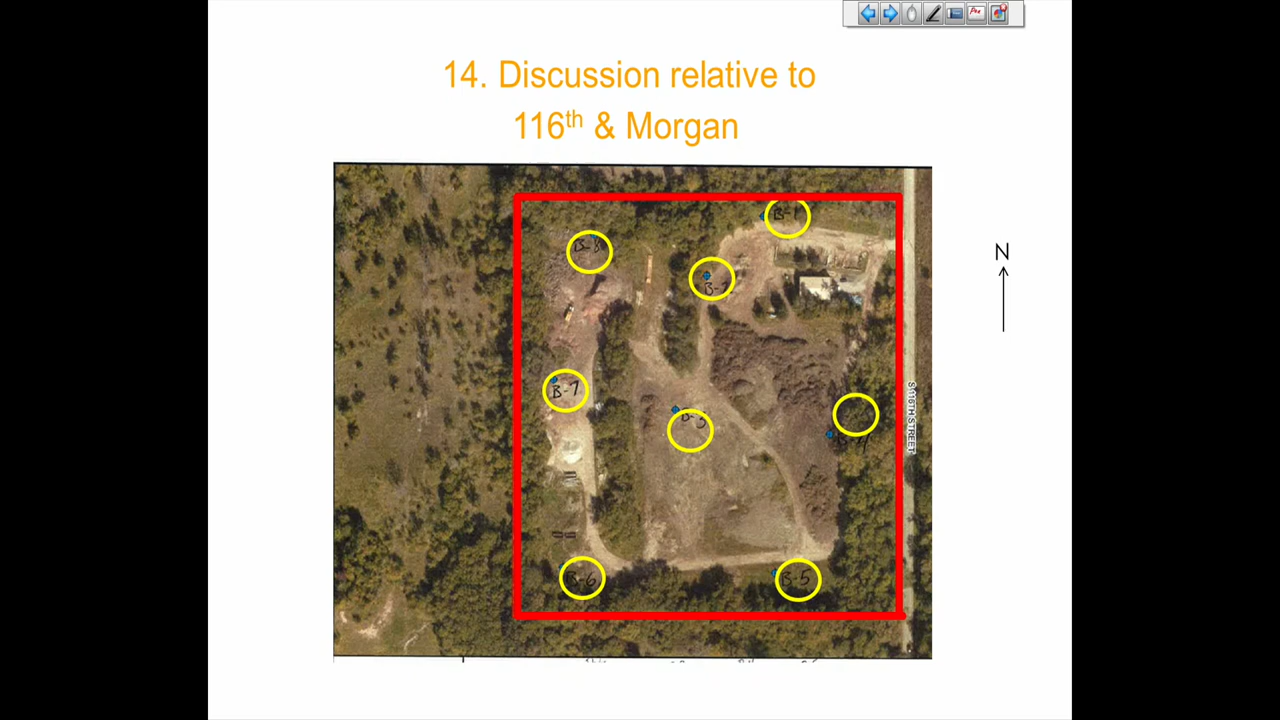 14. Discussion relative to
116th & Morgan
B-1
B-8
B-2
N
B-7
B-3
S 116TH STREET
B-6
B-5